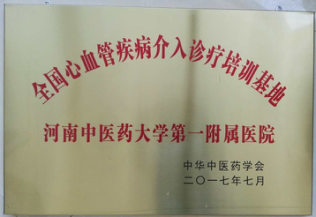 全国心血管疾病介入诊疗培训基地
河南中医药大学第一附属医院
中华中医药学会
二〇一七年七月